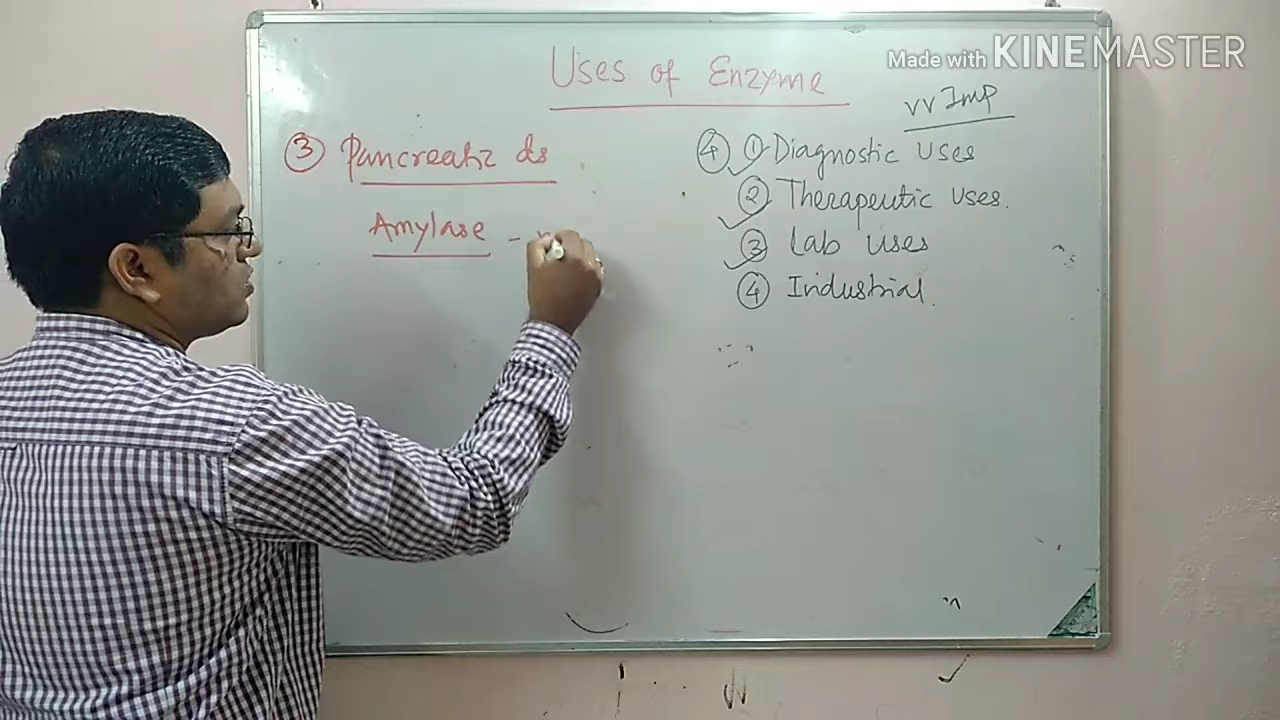 Made with KINEMASTER
Uses of Enzyme
vv Imp
③ Pancreatic ds
Amylase -
④ ① Diagnostic Uses
② Therapeutic Uses.
③ Lab Uses
④ Industrial.